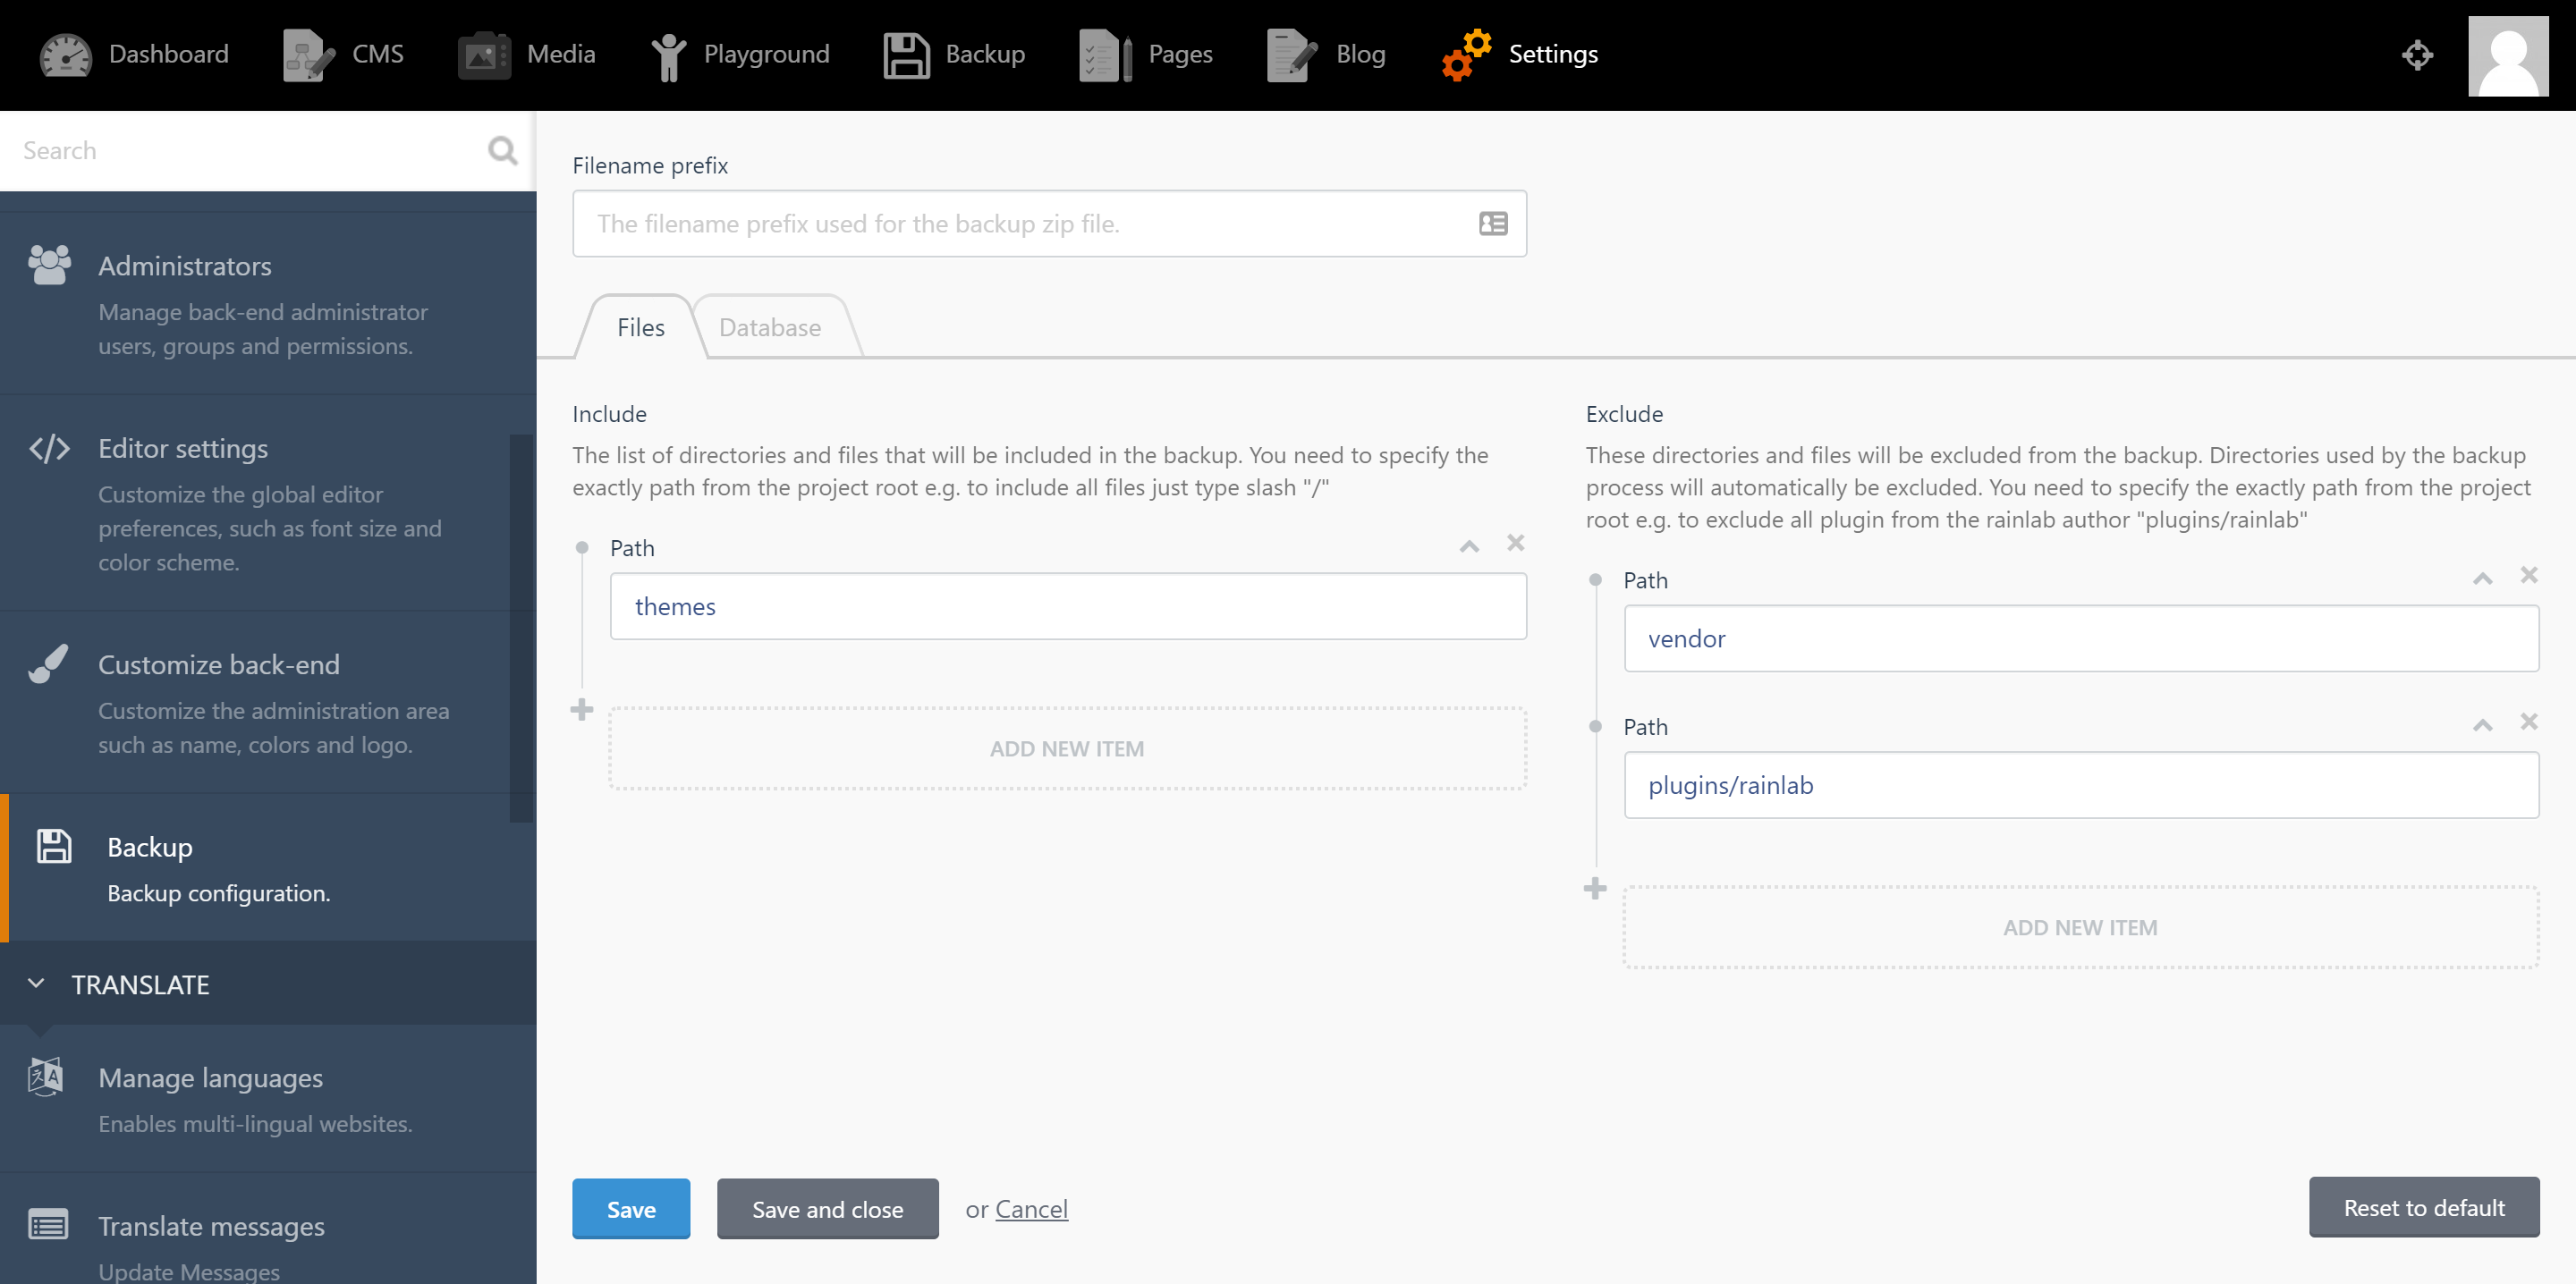 Dashboard
CMS
Media
Playground
Backup
Pages
Blog
Settings
Search
Administrators
Manage back-end administrator
users, groups and permissions.
Editor settings
Customize the global editor
preferences, such as font size and
color scheme.
Customize back-end
Customize the administration area
such as name, colors and logo.
Backup
Backup configuration.
TRANSLATE
Manage languages
Enables multi-lingual websites.
Translate messages
Update Messages
Filename prefix
The filename prefix used for the backup zip file.
Files
Database
Include
The list of directories and files that will be included in the backup. You need to specify the
exactly path from the project root e.g. to include all files just type slash "/"
Path
themes
ADD NEW ITEM
Exclude
These directories and files will be excluded from the backup. Directories used by the backup
process will automatically be excluded. You need to specify the exactly path from the project
root e.g. to exclude all plugin from the rainlab author "plugins/rainlab"
Path
vendor
Path
plugins/rainlab
ADD NEW ITEM
Save
Save and close
or Cancel
Reset to default